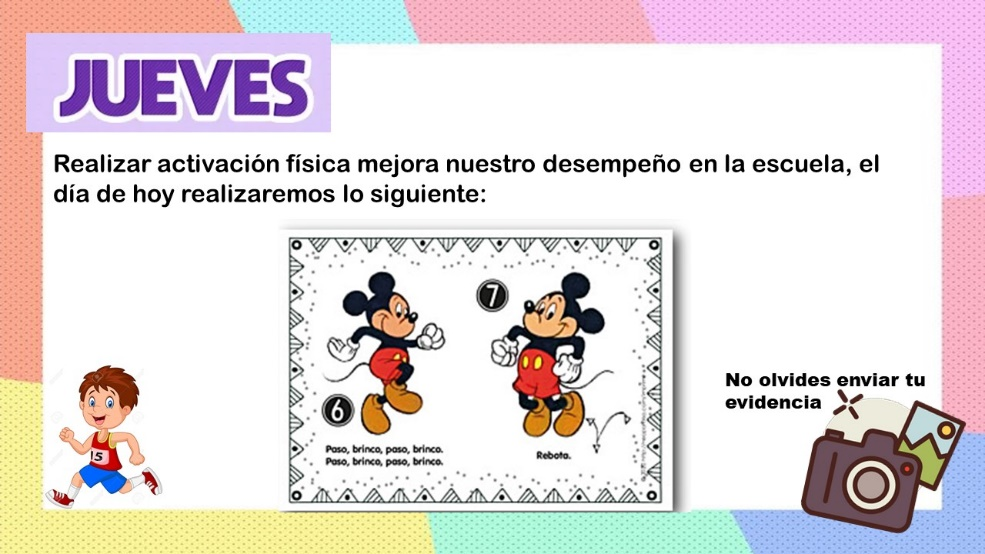 JUEVES
Realizar activación física mejora nuestro desempeño en la escuela, el
día de hoy realizaremos lo siguiente:
7
6
Paso, brinco, paso, brinco.
Paso, brinco, paso, brinco.
Rebota.
No olvides enviar tu
evidencia
15